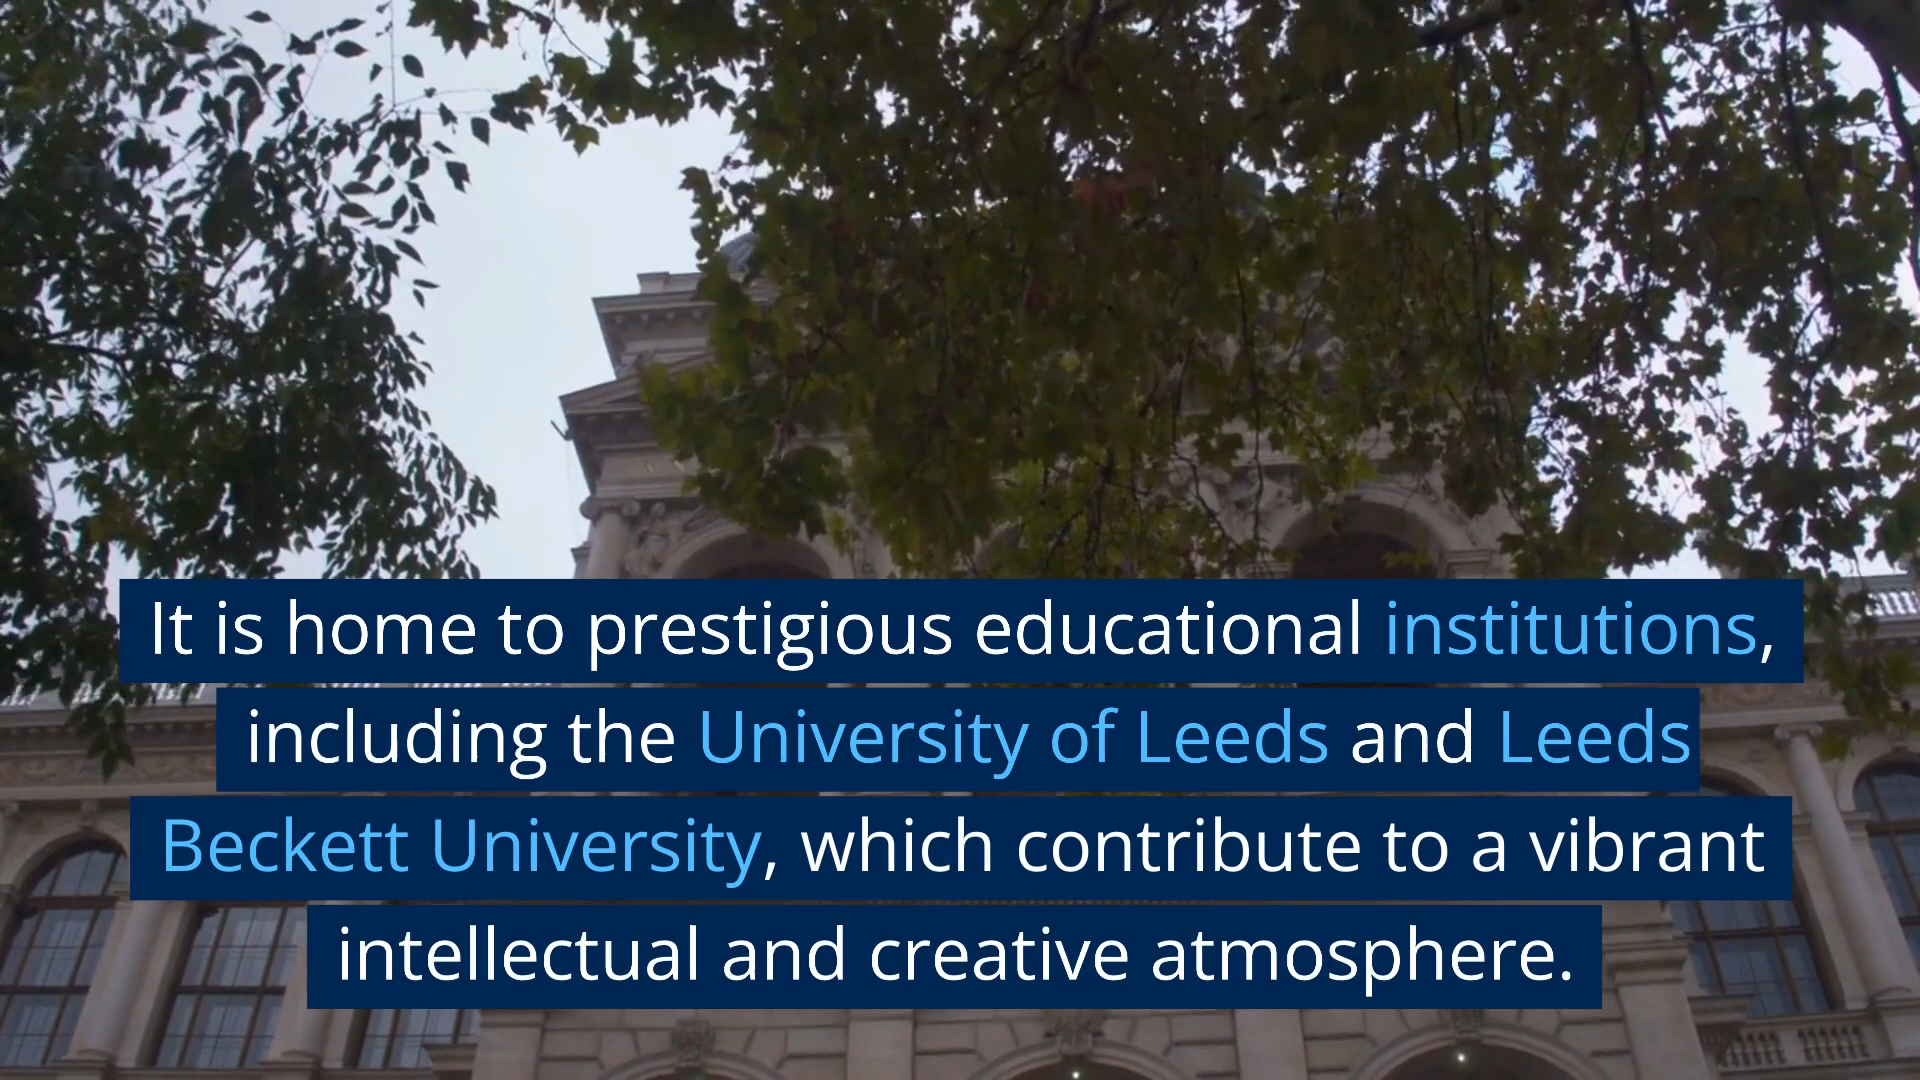 It is home to prestigious educational institutions,
including the University of Leeds and Leeds
Beckett University, which contribute to a vibrant
intellectual and creative atmosphere.